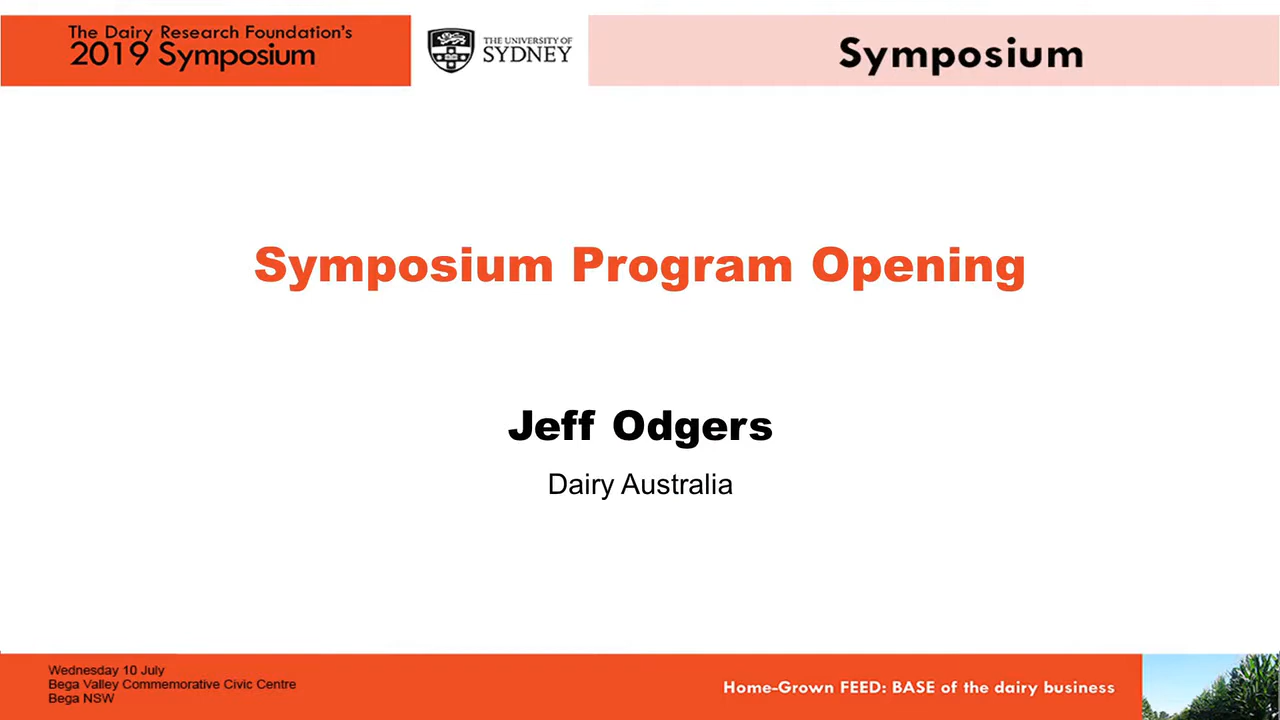 The Dairy Research Foundation's
2019 Symposium
THE UNIVERSITY OF
SYDNEY
Symposium
Symposium Program Opening
Jeff Odgers
Dairy Australia
Wednesday 10 July
Bega Valley Commemorative Civic Centre
Bega NSW
Home-Grown FEED: BASE of the dairy business